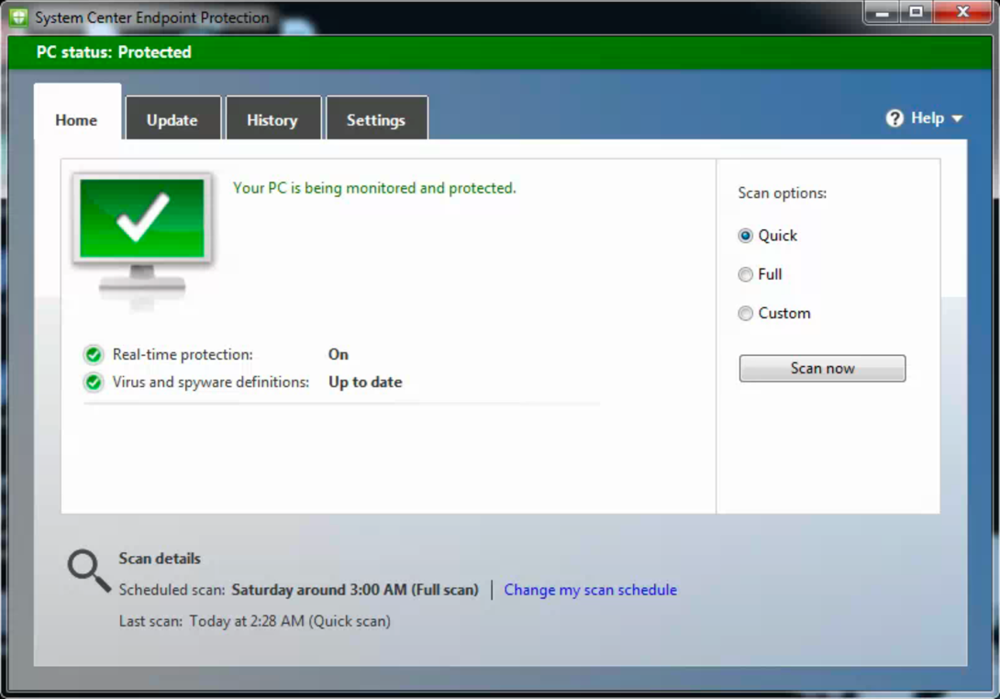 System Center Endpoint Protection
PC status: Protected
Home
Update
History
Settings
? Help
Your PC is being monitored and protected.
Real-time protection: On
Virus and spyware definitions: Up to date
Scan options:
Quick
Full
Custom
Scan now
Scan details
Scheduled scan: Saturday around 3:00 AM (Full scan) | Change my scan schedule
Last scan: Today at 2:28 AM (Quick scan)